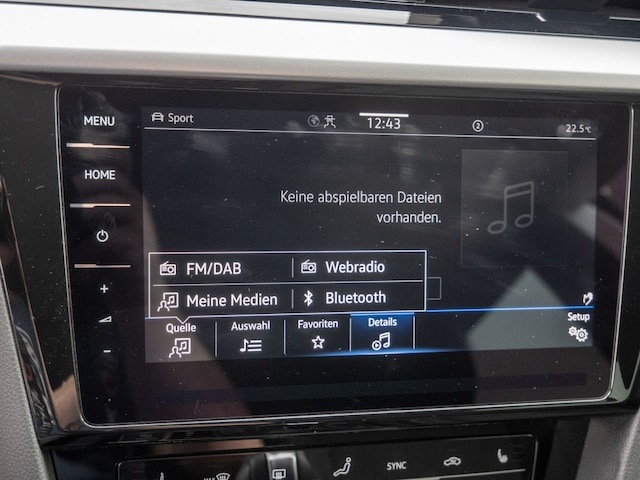 MENU
Sport
12:43
2
22.5°C
HOME
Keine abspielbaren Dateien
vorhanden.
FM/DAB
Webradio
+
Meine Medien
Bluetooth
-
Quelle
Auswahl
Favoriten
Details
Setup
SYNC